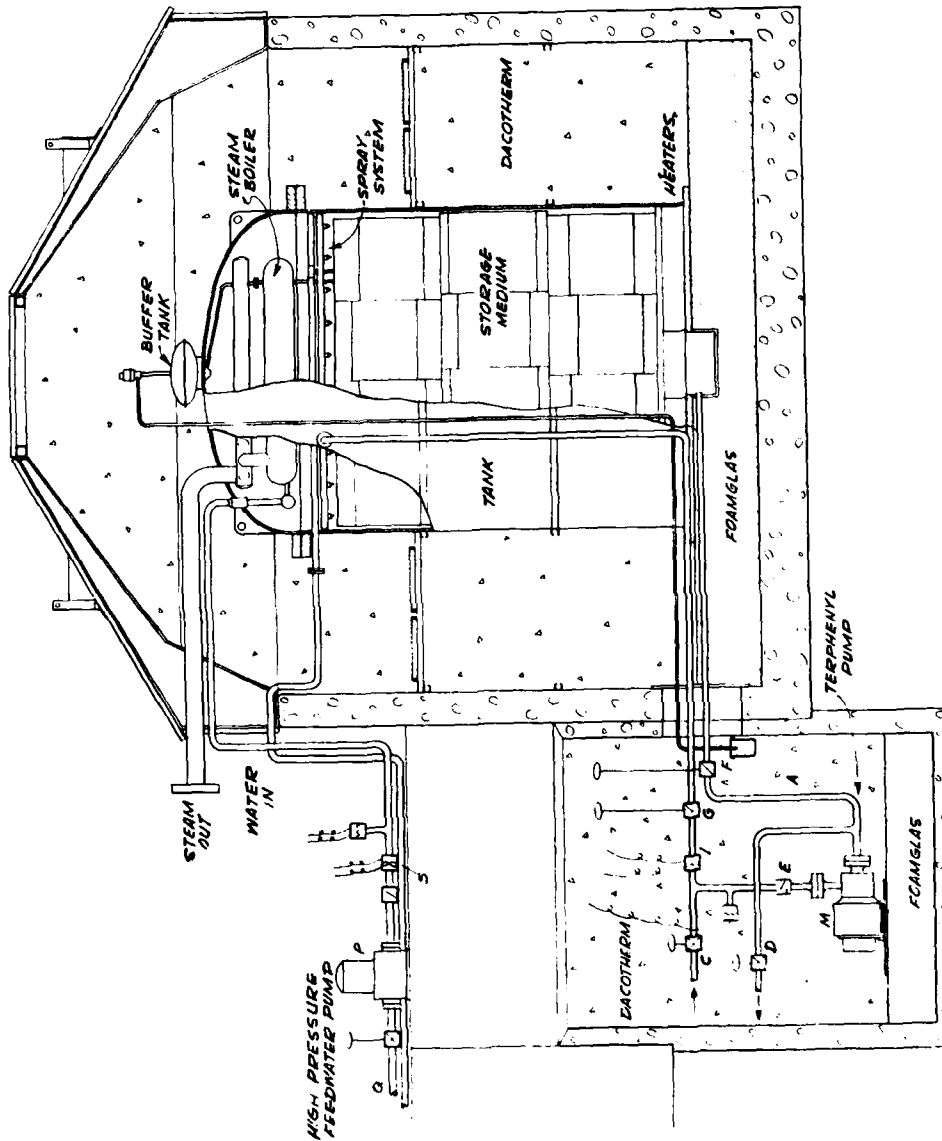 BUFFER
TANK
STEAM
BOILER
SPRAY
SYSTEM
DACOTHERM
HEATERS
STORAGE
MEDIUM
TANK
FOAMGLAS
STEAM
OUT
WATER
IN
HIGH PRESSURE
FEEDWATER PUMP
P
Q
S
TERPHENYL
PUMP
DACOTHERM
C
I
G
F
A
D
E
M
FOAMGLAS